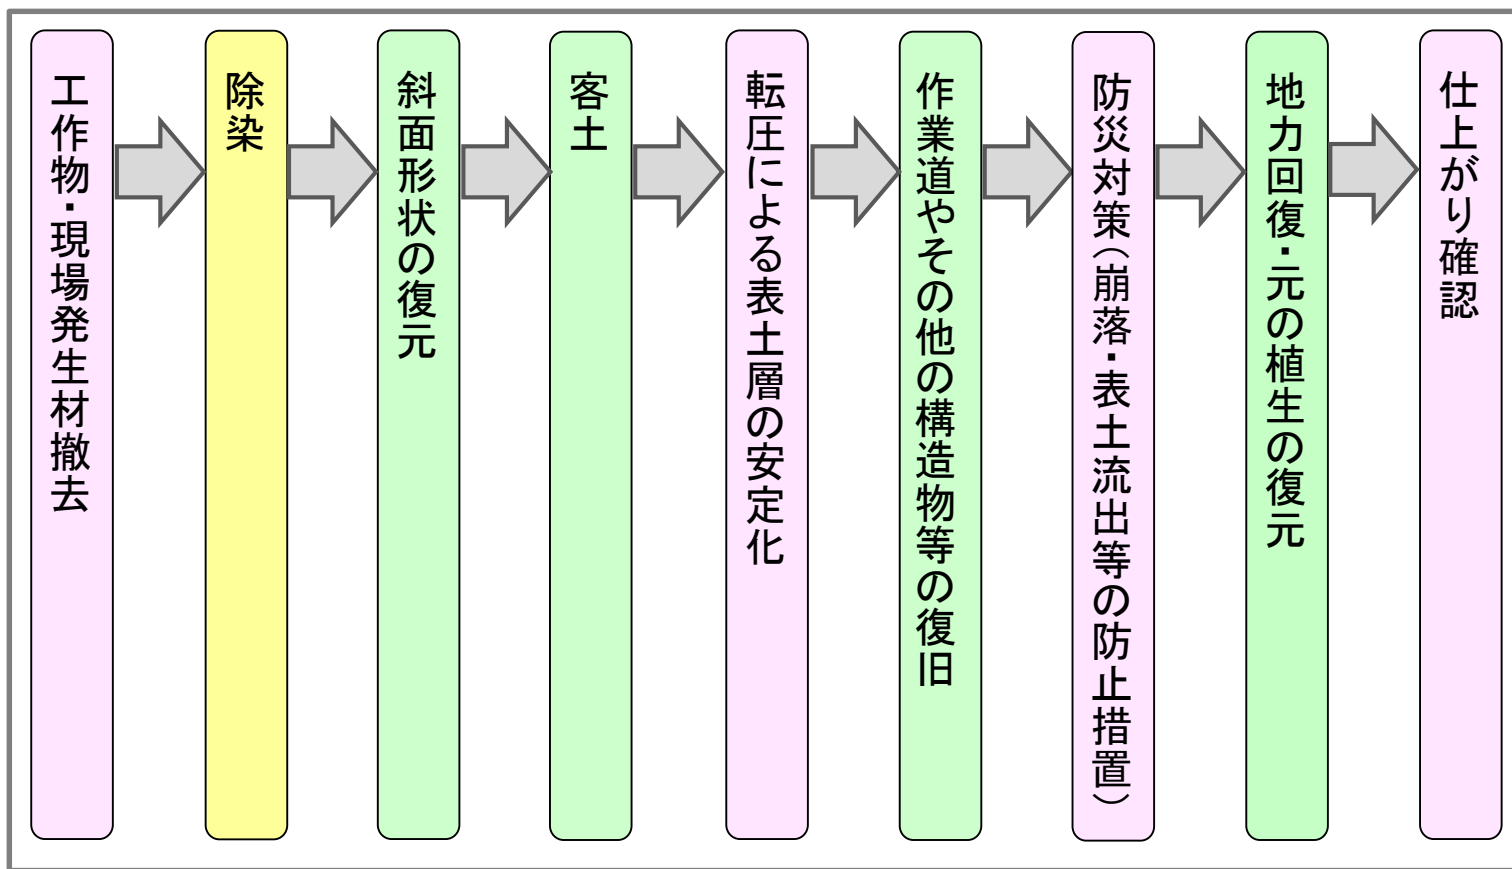 工作物・現場発生材撤去
除染
斜面形状の復元
客土
転圧による表土層の安定化
作業道やその他の構造物等の復旧
防災対策（崩落・表土流出等の防止措置）
地力回復・元の植生の復元
仕上がり確認